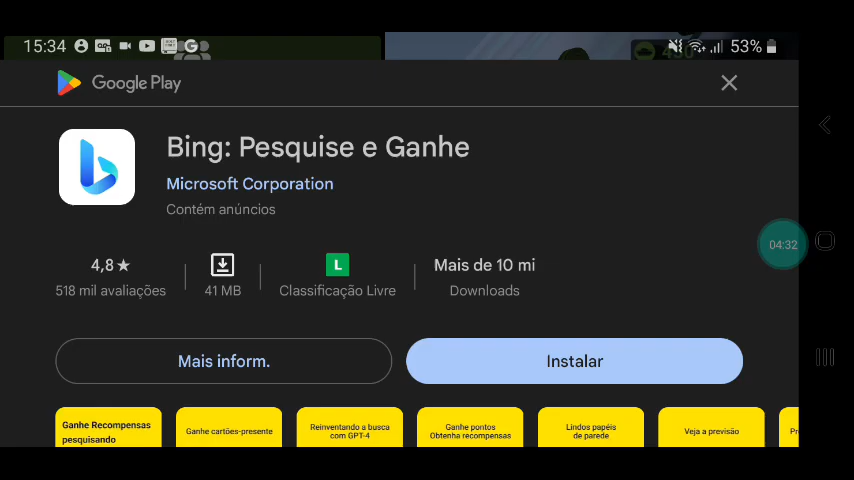 15:34
53%
Google Play
Bing: Pesquise e Ganhe
Microsoft Corporation
Contém anúncios
4,8★
518 mil avaliações
41 MB
L
Classificação Livre
Mais de 10 mi
Downloads
04:32
Mais inform.
Instalar
Ganhe Recompensas
pesquisando
Ganhe cartões-presente
Reinventando a busca
com GPT-4
Ganhe pontos
Obtenha recompensas
Lindos papéis
de parede
Veja a previsão